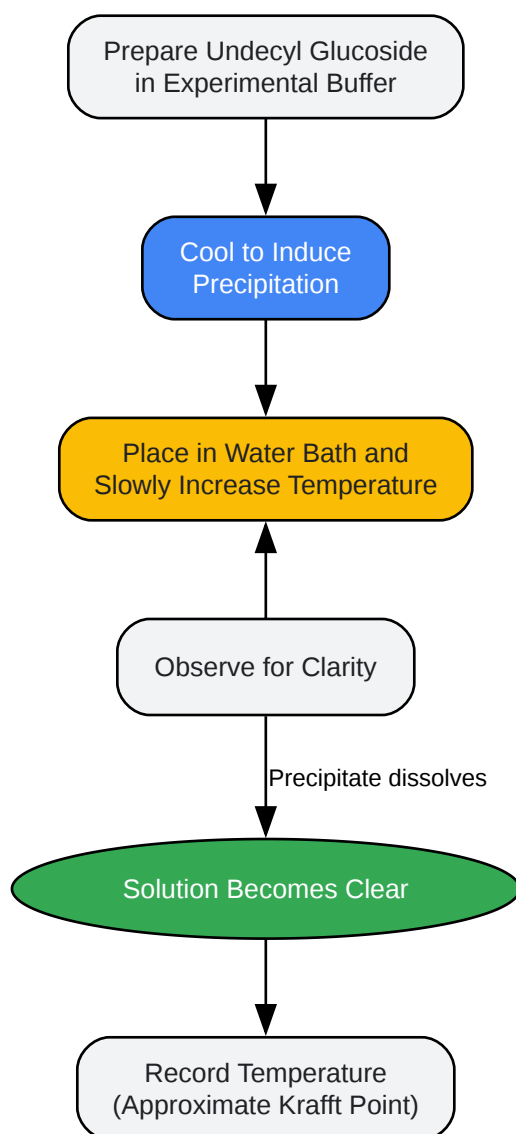 Prepare Undecyl Glucoside
in Experimental Buffer
Cool to Induce
Precipitation
Place in Water Bath and
Slowly Increase Temperature
Observe for Clarity
Precipitate dissolves
Solution Becomes Clear
Record Temperature
(Approximate Krafft Point)